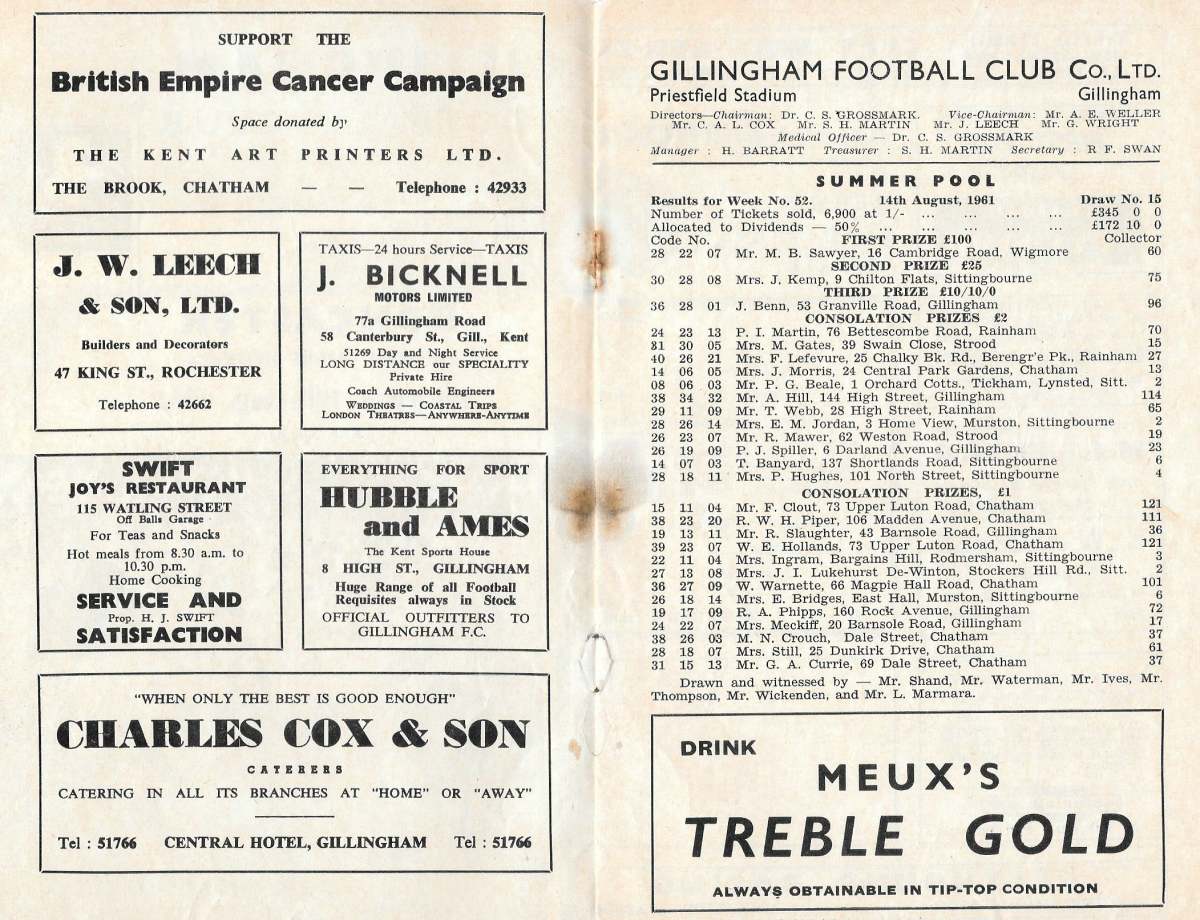 SUPPORT THE
British Empire Cancer Campaign
Space donated by
THE KENT ART PRINTERS LTD.
THE BROOK, CHATHAM — — Telephone : 42933
J. W. LEECH
& SON, LTD.
Builders and Decorators
47 KING ST., ROCHESTER
Telephone : 42662
TAXIS—24 hours Service—TAXIS
J. BICKNELL
MOTORS LIMITED
77a Gillingham Road
58 Canterbury St., Gill., Kent
51269 Day and Night Service
LONG DISTANCE our SPECIALITY
Private Hire
Coach Automobile Engineers
WEDDINGS — COASTAL TRIPS
LONDON THEATRES—ANYWHERE-ANYTIME
SWIFT
JOY'S RESTAURANT
115 WATLING STREET
Off Balls Garage
For Teas and Snacks
Hot meals from 8.30 a.m. to
10.30 p.m.
Home Cooking
SERVICE AND
Prop. H. J. SWIFT
SATISFACTION
EVERYTHING FOR SPORT
HUBBLE
and AMES
The Kent Sports House
8 HIGH ST., GILLINGHAM
Huge Range of all Football
Requisites always in Stock
OFFICIAL OUTFITTERS TO
GILLINGHAM F.C.
"WHEN ONLY THE BEST IS GOOD ENOUGH"
CHARLES COX & SON
CATERERS
CATERING IN ALL ITS BRANCHES AT "HOME" OR "AWAY"
Tel : 51766 CENTRAL HOTEL, GILLINGHAM Tel : 51766
GILLINGHAM FOOTBALL CLUB Co., LTD.
Priestfield Stadium Gillingham
Directors—Chairman: Dr. C. S. GROSSMARK. Vice-Chairman: Mr. A. E. WELLER
Mr. C. A. L. COX Mr. S. H. MARTIN Mr. J. LEECH Mr. G. WRIGHT
Medical Officer — Dr. C. S. GROSSMARK
Manager : H. BARRATT Treasurer : S. H. MARTIN Secretary : R F. SWAN
SUMMER POOL
Results for Week No. 52. 14th August, 1961 Draw No. 15
Number of Tickets sold, 6,900 at 1/- ... ... ... ... £345 0 0
Allocated to Dividends — 50% ... ... ... ... £172 10 0
Code No. FIRST PRIZE £100 Collector
28 22 07 Mr. M. B. Sawyer, 16 Cambridge Road, Wigmore 60
SECOND PRIZE £25
30 28 08 Mrs. J. Kemp, 9 Chilton Flats, Sittingbourne 75
THIRD PRIZE £10/10/0
36 28 01 J. Benn, 53 Granville Road, Gillingham 96
CONSOLATION PRIZES £2
24 23 13 P. I. Martin, 76 Bettescombe Road, Rainham 70
31 30 05 Mrs. M. Gates, 39 Swain Close, Strood 15
40 26 21 Mrs. F. Lefevure, 25 Chalky Bk. Rd., Berengr'e Pk., Rainham 27
14 06 05 Mrs. J. Morris, 24 Central Park Gardens, Chatham 13
08 06 03 Mr. P. G. Beale, 1 Orchard Cotts., Tickham, Lynsted, Sitt. 2
38 34 32 Mr. A. Hill, 144 High Street, Gillingham 114
29 11 09 Mr. T. Webb, 28 High Street, Rainham 65
28 26 14 Mrs. E. M. Jordan, 3 Home View, Murston, Sittingbourne 2
26 23 07 Mr. R. Mawer, 62 Weston Road, Strood 19
26 19 09 P. J. Spiller, 6 Darland Avenue, Gillingham 23
14 07 03 T. Banyard, 137 Shortlands Road, Sittingbourne 6
28 18 11 Mrs. P. Hughes, 101 North Street, Sittingbourne 4
CONSOLATION PRIZES, £1
15 11 04 Mr. F. Clout, 73 Upper Luton Road, Chatham 121
38 23 20 R. W. H. Piper, 106 Madden Avenue, Chatham 111
19 13 11 Mr. R. Slaughter, 43 Barnsole Road, Gillingham 36
39 23 07 W. E. Hollands, 73 Upper Luton Road, Chatham 121
22 11 04 Mrs. Ingram, Bargains Hill, Rodmersham, Sittingbourne 3
27 13 08 Mrs. J. I. Lukehurst De-Winton, Stockers Hill Rd., Sitt. 2
36 27 09 W. Warnette, 66 Magpie Hall Road, Chatham 101
26 18 14 Mrs. E. Bridges, East Hall, Murston, Sittingbourne 6
19 17 09 R. A. Phipps, 160 Rock Avenue, Gillingham 72
24 22 07 Mrs. Meckiff, 20 Barnsole Road, Gillingham 17
38 26 03 M. N. Crouch, Dale Street, Chatham 37
28 18 07 Mrs. Still, 25 Dunkirk Drive, Chatham 61
31 15 13 Mr. G. A. Currie, 69 Dale Street, Chatham 37
Drawn and witnessed by — Mr. Shand, Mr. Waterman, Mr. Ives, Mr.
Thompson, Mr. Wickenden, and Mr. L. Marmara.
DRINK
MEUX'S
TREBLE GOLD
ALWAYS OBTAINABLE IN TIP-TOP CONDITION